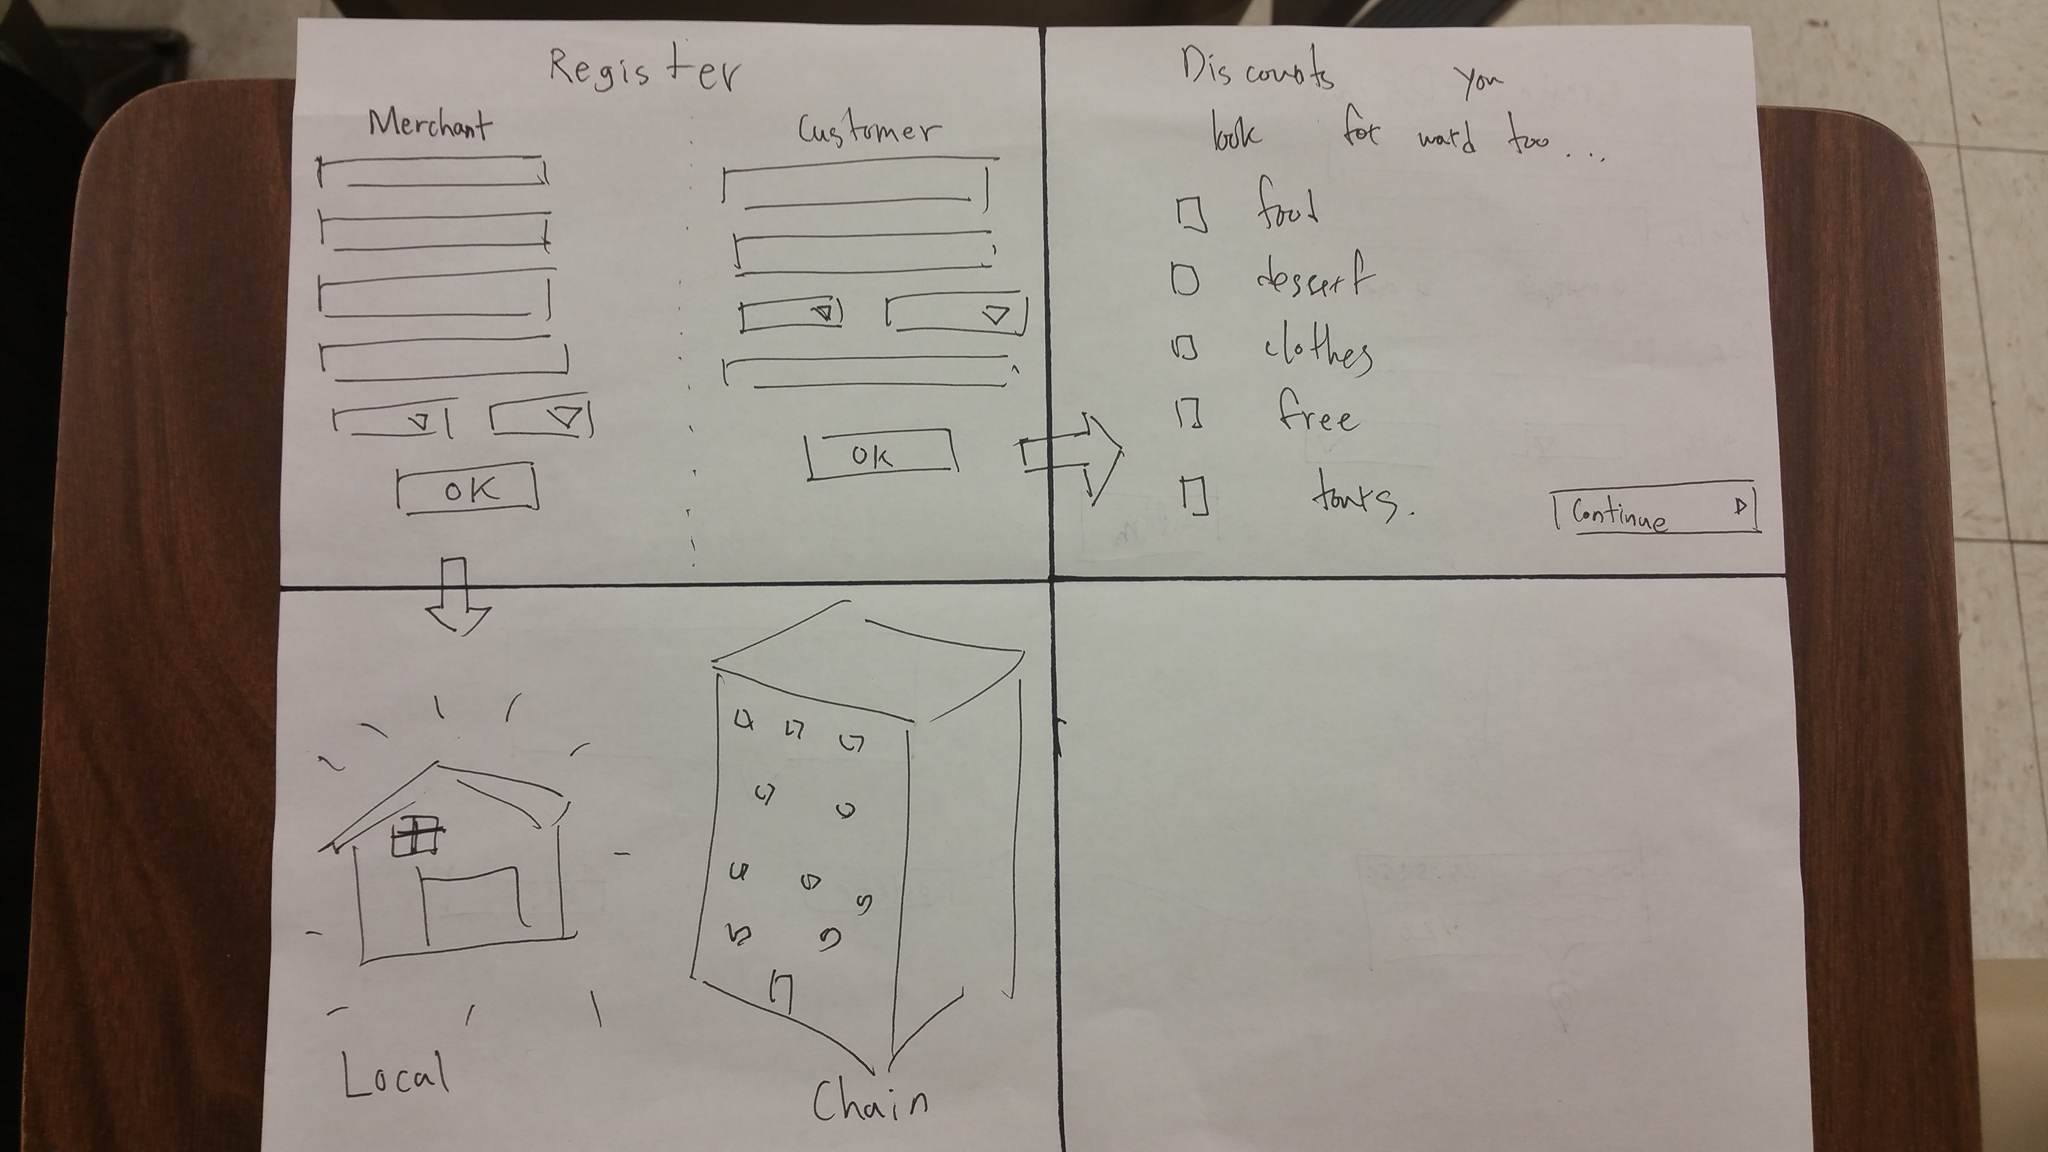 Register
Merchant
Customer
OK
OK
Discounts you
look for ward too...
food
dessert
clothes
free
tours.
Continue
Local
Chain